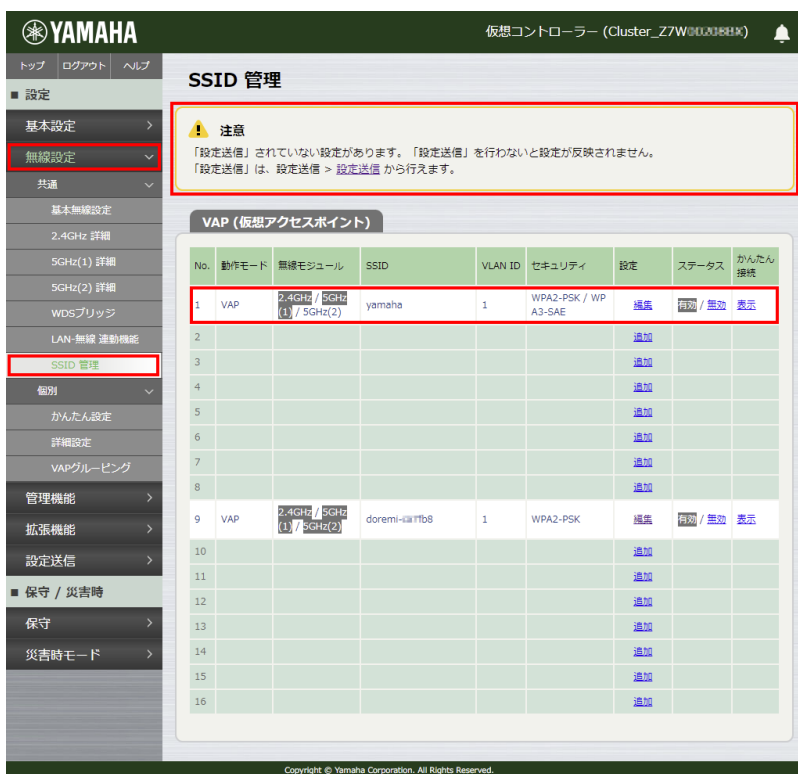 YAMAHA
仮想コントローラー (Cluster_Z7W
トップ ログアウト ヘルプ
■ 設定
基本設定
無線設定
共通
基本無線設定
2.4GHz 詳細
5GHz(1) 詳細
5GHz(2) 詳細
WDSブリッジ
LAN-無線 連動機能
SSID 管理
個別
かんたん設定
詳細設定
VAPグルーピング
管理機能
拡張機能
設定送信
■ 保守 / 災害時
保守
災害時モード
SSID 管理
注意
「設定送信」されていない設定があります。「設定送信」を行わないと設定が反映されません。
「設定送信」は、設定送信 > 設定送信 から行えます。
VAP (仮想アクセスポイント)
No. 動作モード 無線モジュール SSID VLAN ID セキュリティ 設定 ステータス かんたん
接続
1 VAP 2.4GHz / 5GHz
(1) / 5GHz(2) yamaha 1 WPA2-PSK / WP
A3-SAE 編集 有効 / 無効 表示
2 追加
3 追加
4 追加
5 追加
6 追加
7 追加
8 追加
9 VAP 2.4GHz / 5GHz
(1) / 5GHz(2) doremi- 1 WPA2-PSK 編集 有効 / 無効 表示
10 追加
11 追加
12 追加
13 追加
14 追加
15 追加
16 追加
Copyright © Yamaha Corporation. All Rights Reserved.